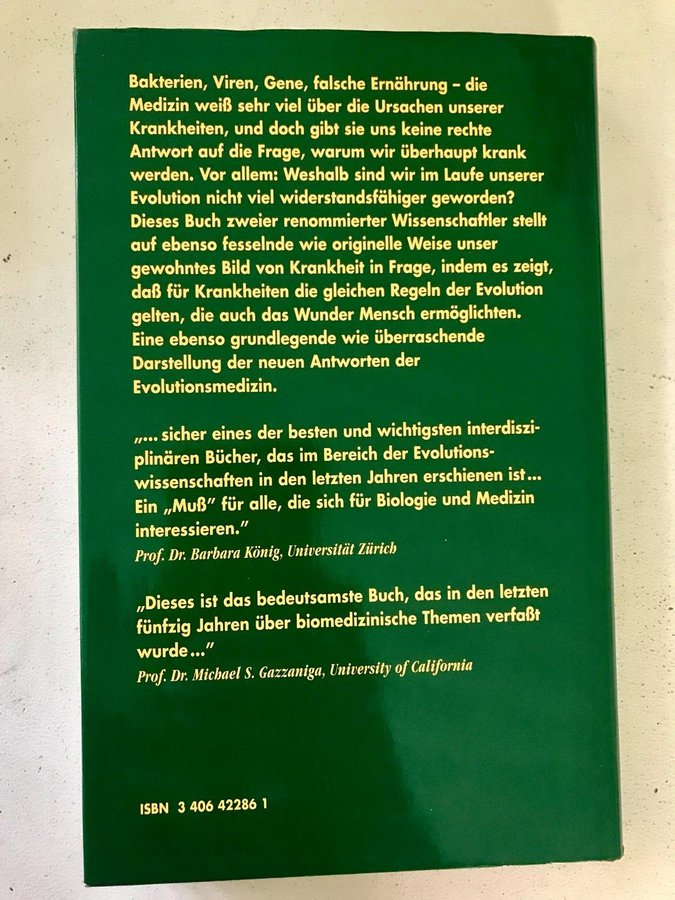 Bakterien, Viren, Gene, falsche Ernährung – die
Medizin weiß sehr viel über die Ursachen unserer
Krankheiten, und doch gibt sie uns keine rechte
Antwort auf die Frage, warum wir überhaupt krank
werden. Vor allem: Weshalb sind wir im Laufe unserer
Evolution nicht viel widerstandsfähiger geworden?
Dieses Buch zweier renommierter Wissenschaftler stellt
auf ebenso fesselnde wie originelle Weise unser
gewohntes Bild von Krankheit in Frage, indem es zeigt,
daß für Krankheiten die gleichen Regeln der Evolution
gelten, die auch das Wunder Mensch ermöglichten.
Eine ebenso grundlegende wie überraschende
Darstellung der neuen Antworten der
Evolutionsmedizin.
„... sicher eines der besten und wichtigsten interdiszi-
plinären Bücher, das im Bereich der Evolutions-
wissenschaften in den letzten Jahren erschienen ist...
Ein „Muß” für alle, die sich für Biologie und Medizin
interessieren.”
Prof. Dr. Barbara König, Universität Zürich
„Dieses ist das bedeutsamste Buch, das in den letzten
fünfzig Jahren über biomedizinische Themen verfaßt
wurde...”
Prof. Dr. Michael S. Gazzaniga, University of California
ISBN 3 406 42286 1